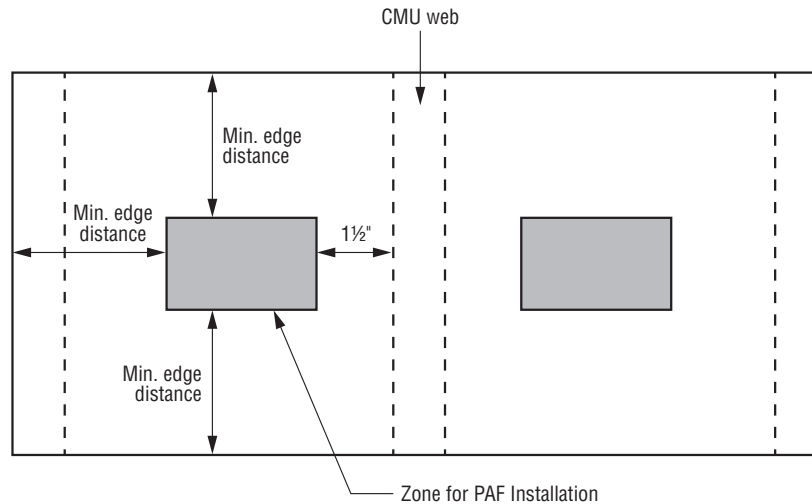 CMU web
Min. edge
distance
Min. edge
distance
1½"
Min. edge
distance
Zone for PAF Installation